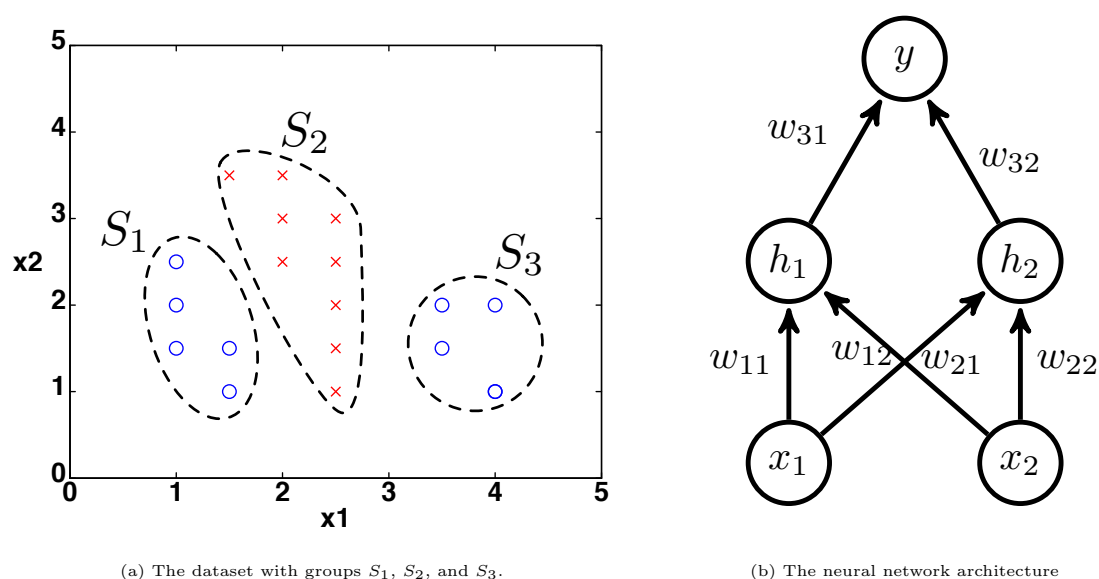 5
4
3
2
1
0
x2
0 1 2 3 4 5
x1
S₁
S₂
S₃
(a) The dataset with groups S₁, S₂, and S₃.
y
w₃₁
w₃₂
h₁
h₂
w₁₁
w₁₂
w₂₁
w₂₂
x₁
x₂
(b) The neural network architecture